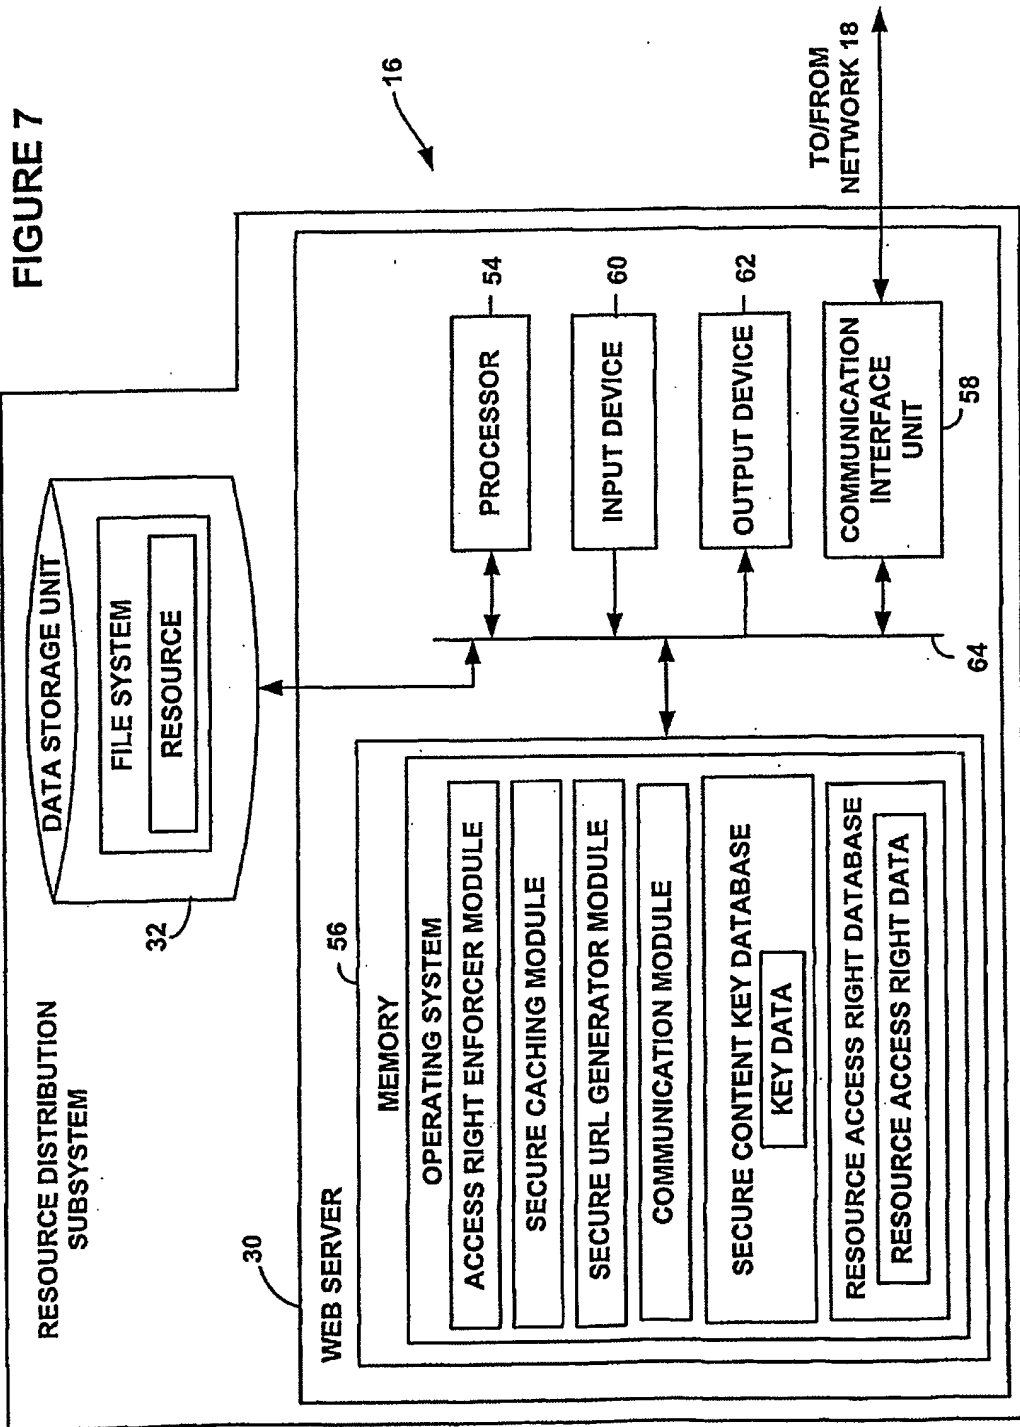 FIGURE 7
RESOURCE DISTRIBUTION
SUBSYSTEM
DATA STORAGE UNIT
FILE SYSTEM
RESOURCE
32
16
30
WEB SERVER
56
MEMORY
OPERATING SYSTEM
ACCESS RIGHT ENFORCER MODULE
SECURE CACHING MODULE
SECURE URL GENERATOR MODULE
COMMUNICATION MODULE
SECURE CONTENT KEY DATABASE
KEY DATA
RESOURCE ACCESS RIGHT DATABASE
RESOURCE ACCESS RIGHT DATA
PROCESSOR
54
INPUT DEVICE
60
OUTPUT DEVICE
62
COMMUNICATION
INTERFACE
UNIT
58
64
TO/FROM
NETWORK 18